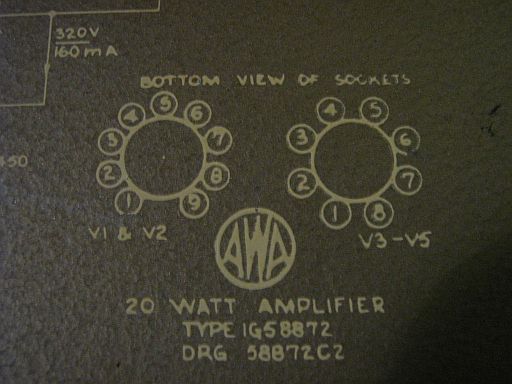 320V
160mA
450
BOTTOM VIEW OF SOCKETS
1 2 3 4 5 6 7 8 9
1 2 3 4 5 6 7 8
V1 & V2
V3-V5
AWA
20 WATT AMPLIFIER
TYPE 1G58872
DRG 58872C2